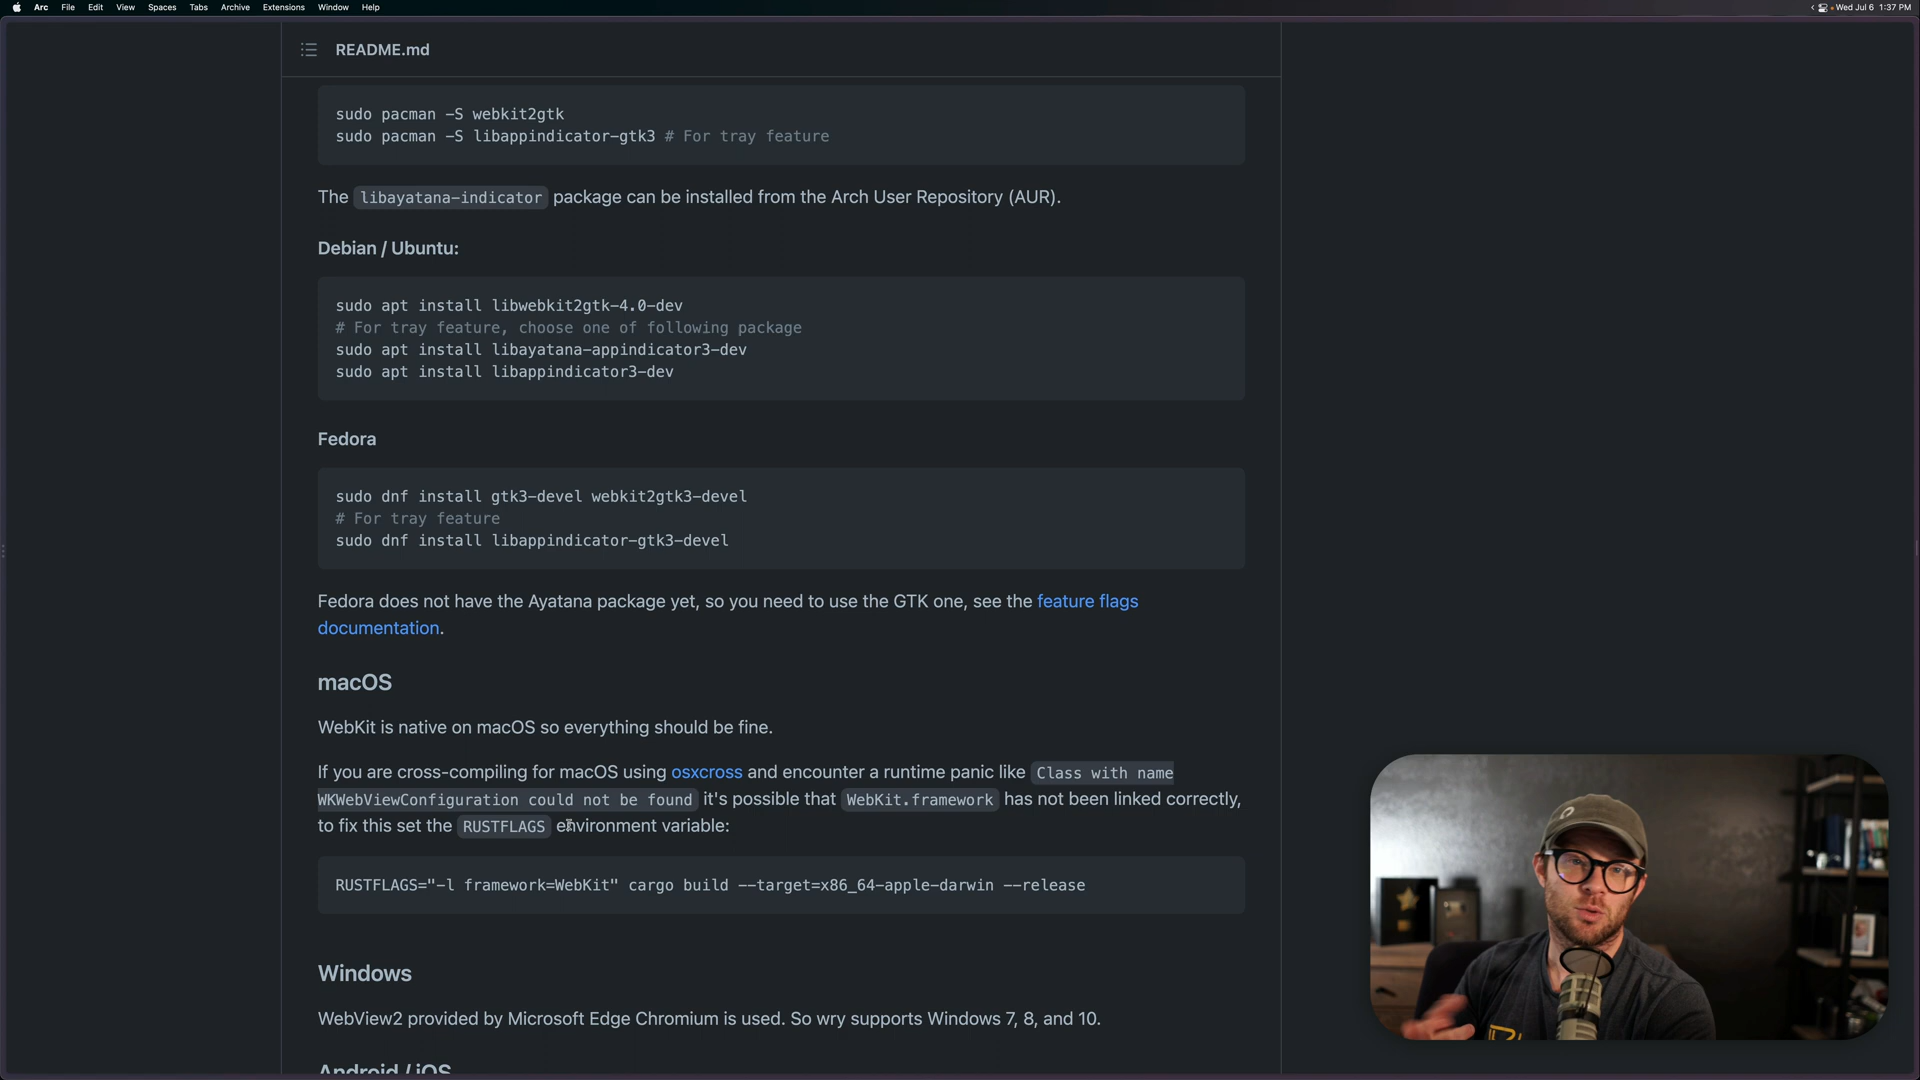 Arc File Edit View Spaces Tabs Archive Extensions Window Help
Wed Jul 6 1:37 PM
README.md
sudo pacman -S webkit2gtk
sudo pacman -S libappindicator-gtk3 # For tray feature
The libayatana-indicator package can be installed from the Arch User Repository (AUR).
Debian / Ubuntu:
sudo apt install libwebkit2gtk-4.0-dev
# For tray feature, choose one of following package
sudo apt install libayatana-appindicator3-dev
sudo apt install libappindicator3-dev
Fedora
sudo dnf install gtk3-devel webkit2gtk3-devel
# For tray feature
sudo dnf install libappindicator-gtk3-devel
Fedora does not have the Ayatana package yet, so you need to use the GTK one, see the feature flags
documentation.
macOS
WebKit is native on macOS so everything should be fine.
If you are cross-compiling for macOS using osxcross and encounter a runtime panic like Class with name
WKWebViewConfiguration could not be found it's possible that WebKit.framework has not been linked correctly,
to fix this set the RUSTFLAGS environment variable:
RUSTFLAGS="-l framework=WebKit" cargo build --target=x86_64-apple-darwin --release
Windows
WebView2 provided by Microsoft Edge Chromium is used. So wry supports Windows 7, 8, and 10.
Android / iOS